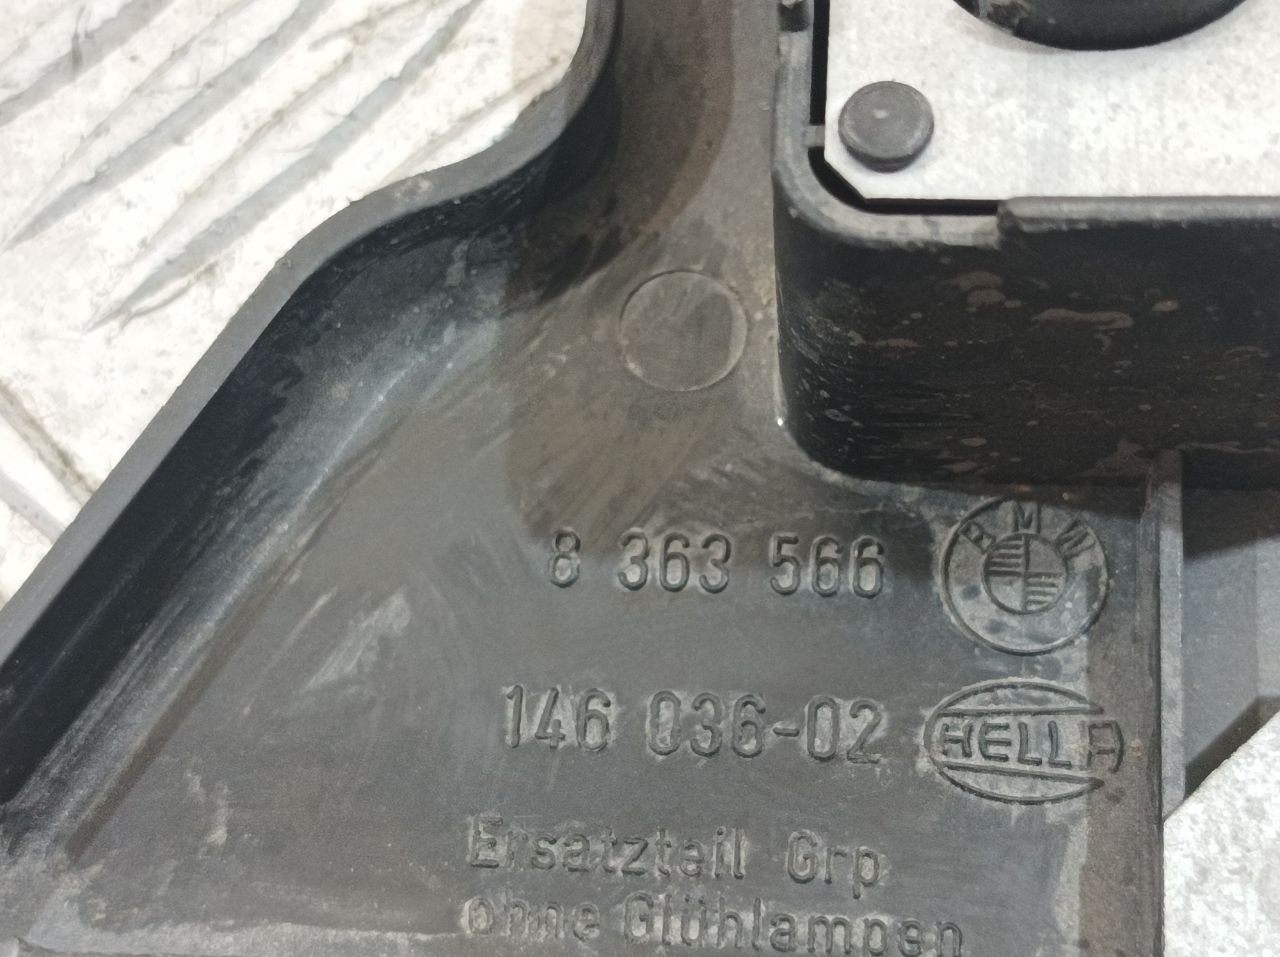 8 363 566 BMW
146 036-02 HELLA
Ersatzteil Grp
ohne Glühlampen